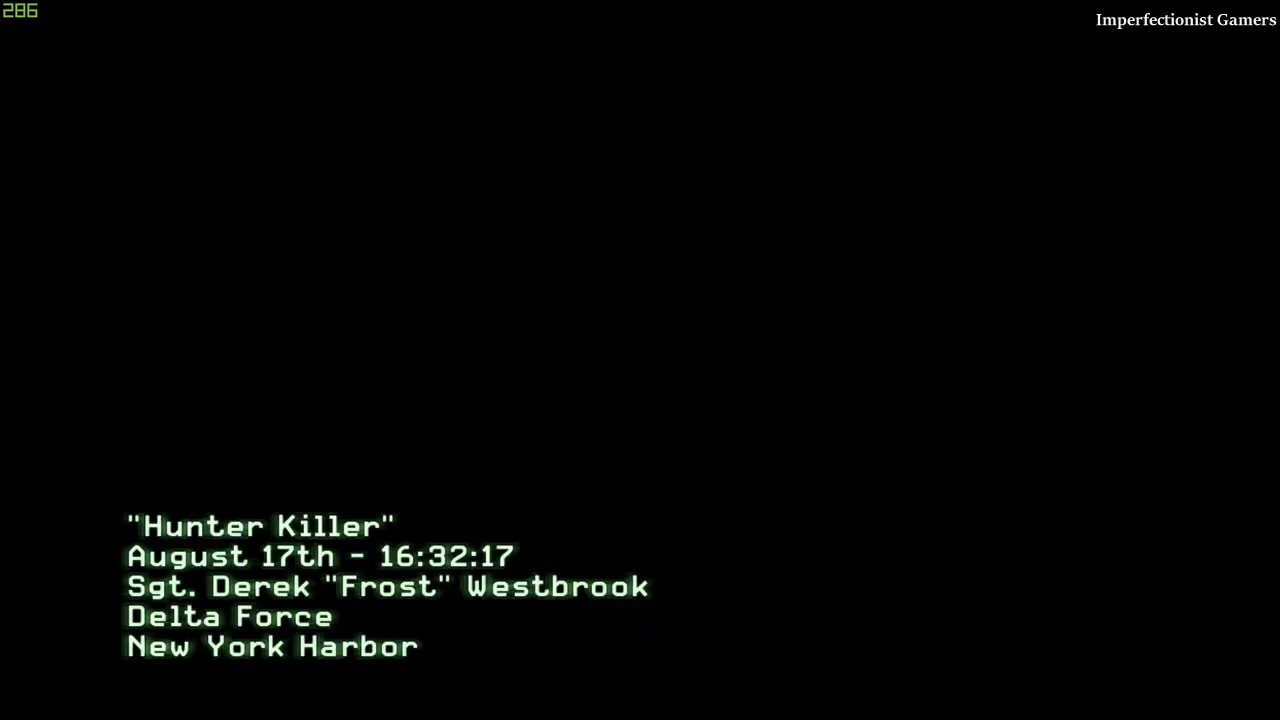 286
Imperfectionist Gamers
"Hunter Killer"
August 17th - 16:32:17
Sgt. Derek "Frost" Westbrook
Delta Force
New York Harbor